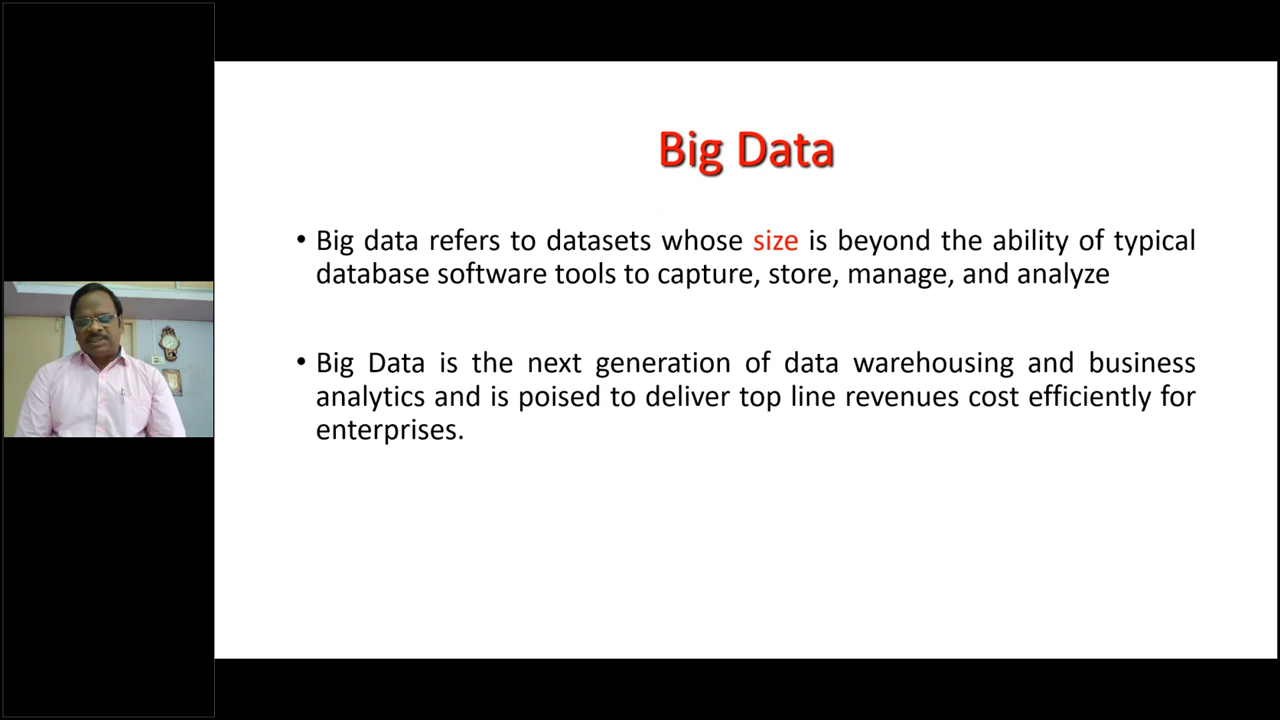 Big Data
• Big data refers to datasets whose size is beyond the ability of typical
database software tools to capture, store, manage, and analyze
• Big Data is the next generation of data warehousing and business
analytics and is poised to deliver top line revenues cost efficiently for
enterprises.